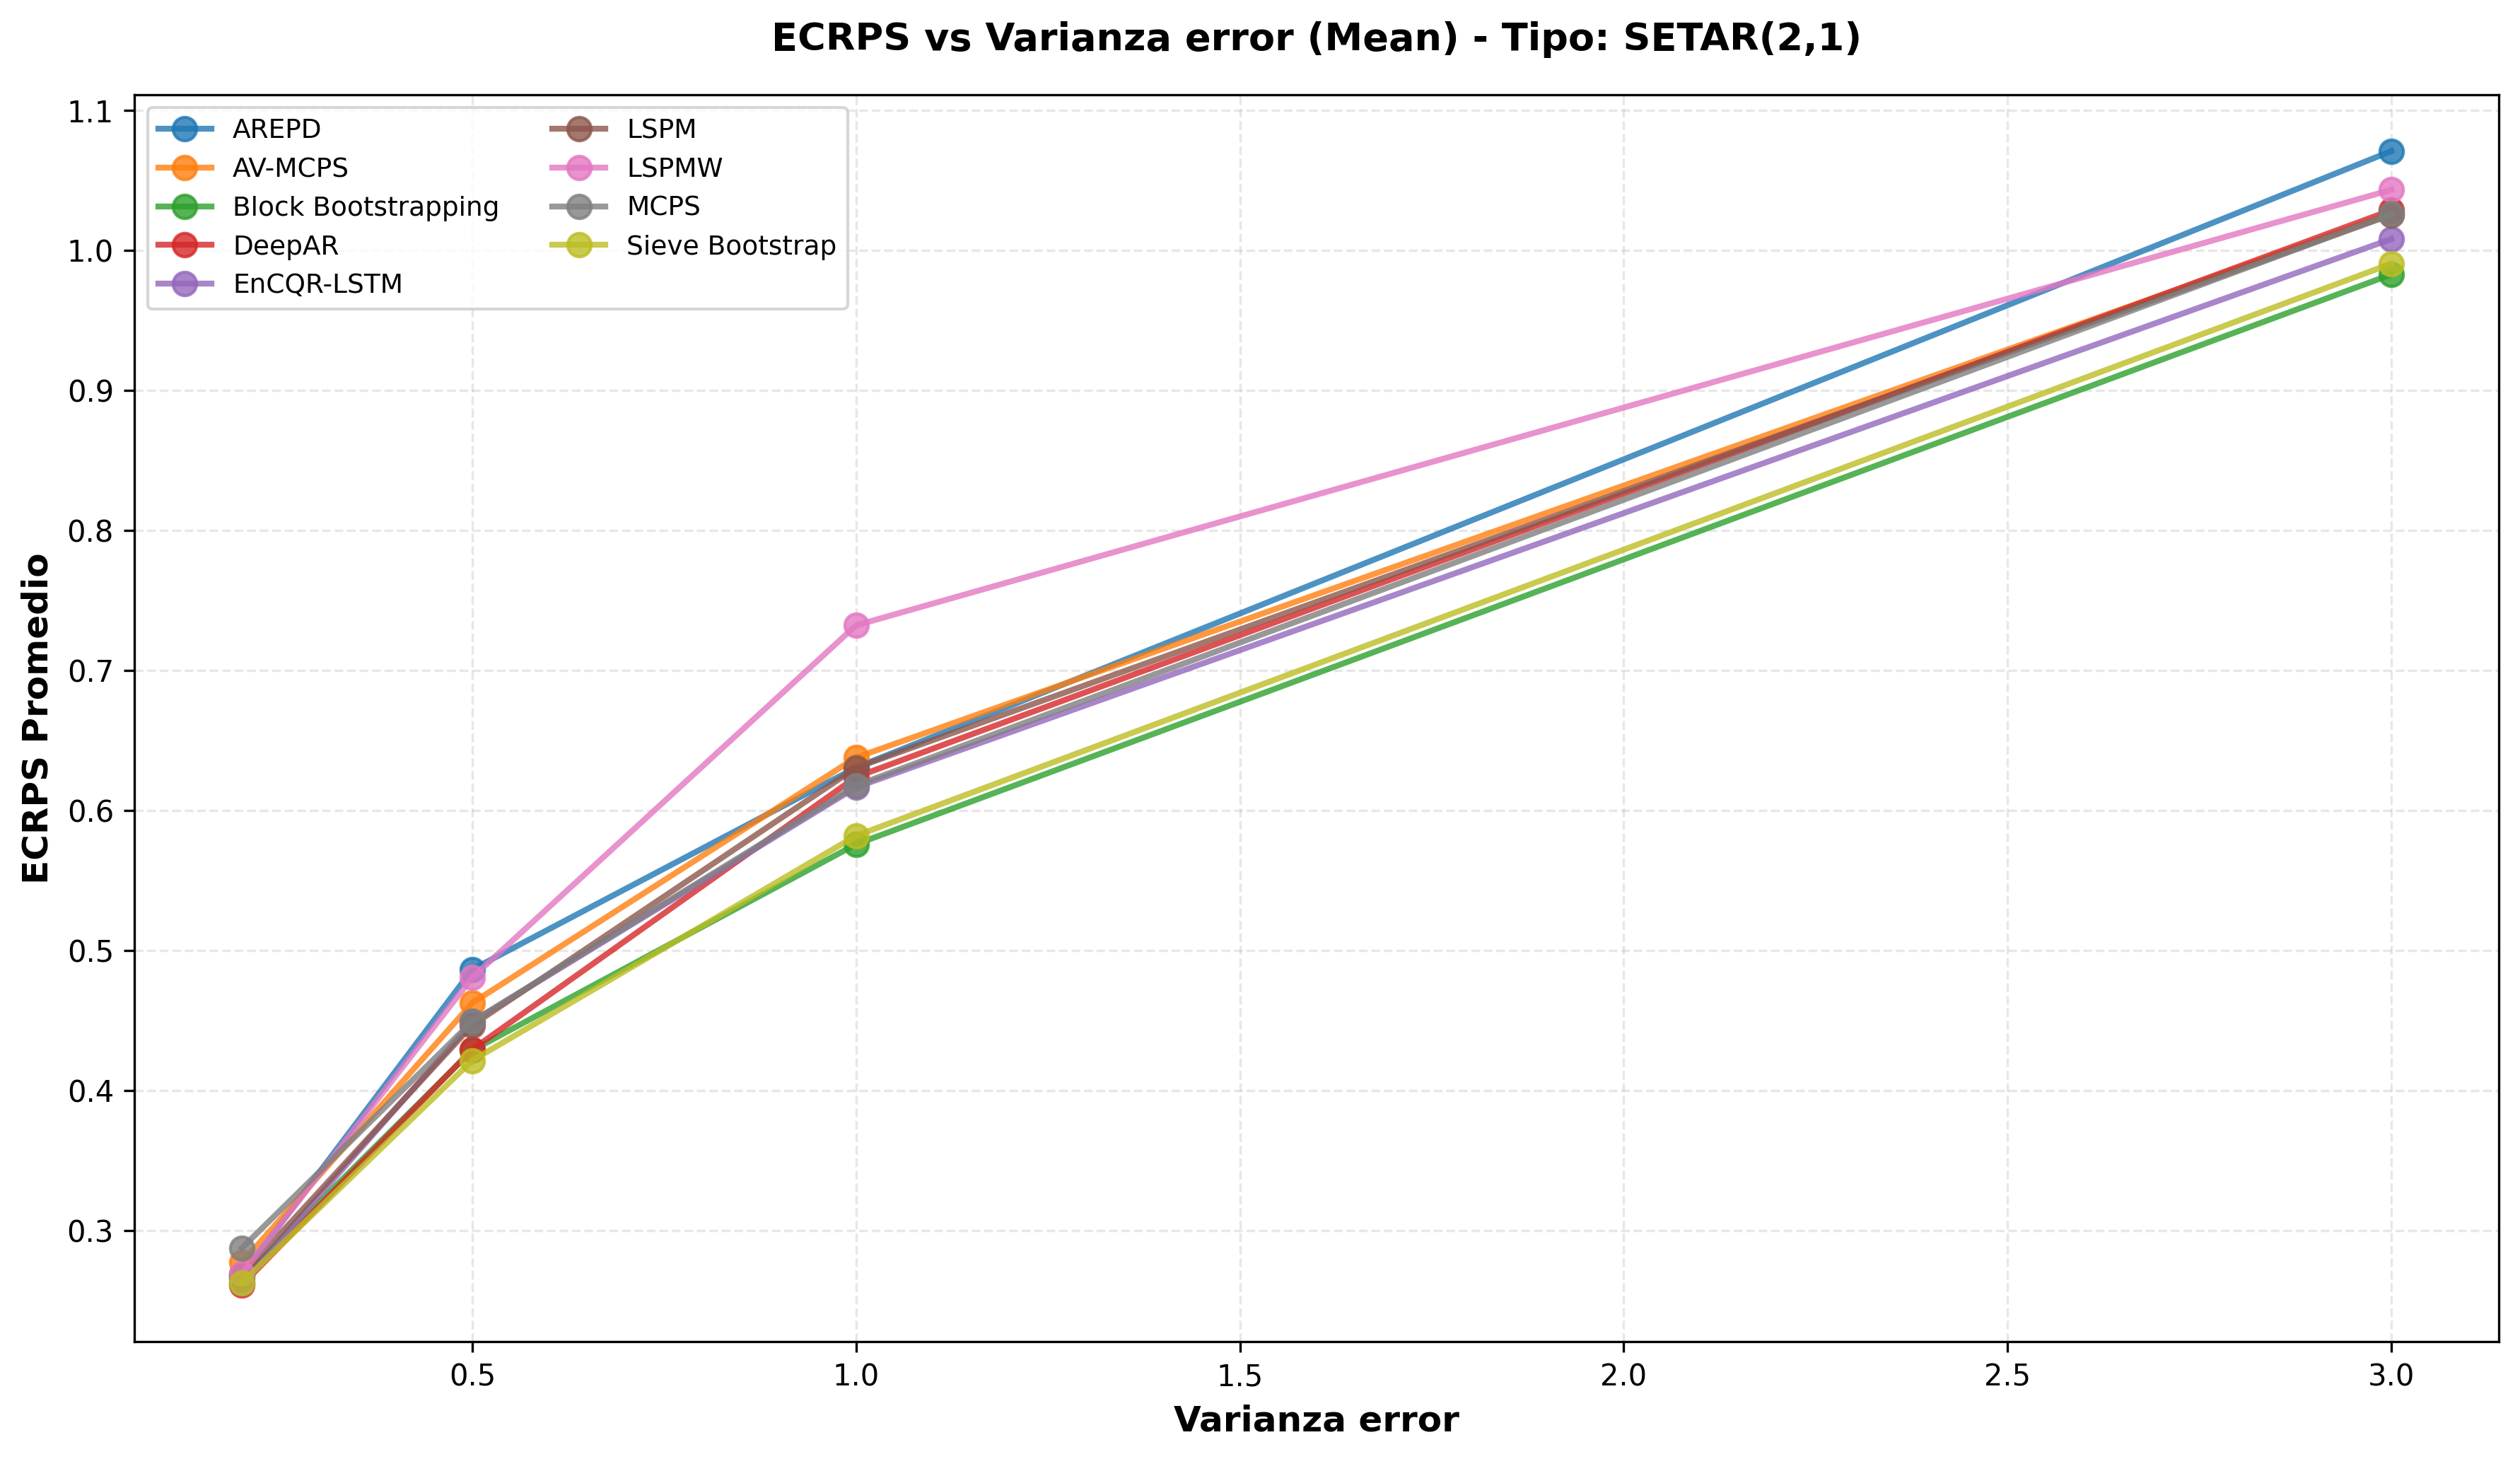 ECRPS vs Varianza error (Mean) - Tipo: SETAR(2,1)
AREPD
AV-MCPS
Block Bootstrapping
DeepAR
EnCQR-LSTM
LSPM
LSPMW
MCPS
Sieve Bootstrap
ECRPS Promedio
1.1
1.0
0.9
0.8
0.7
0.6
0.5
0.4
0.3
0.5 1.0 1.5 2.0 2.5 3.0
Varianza error